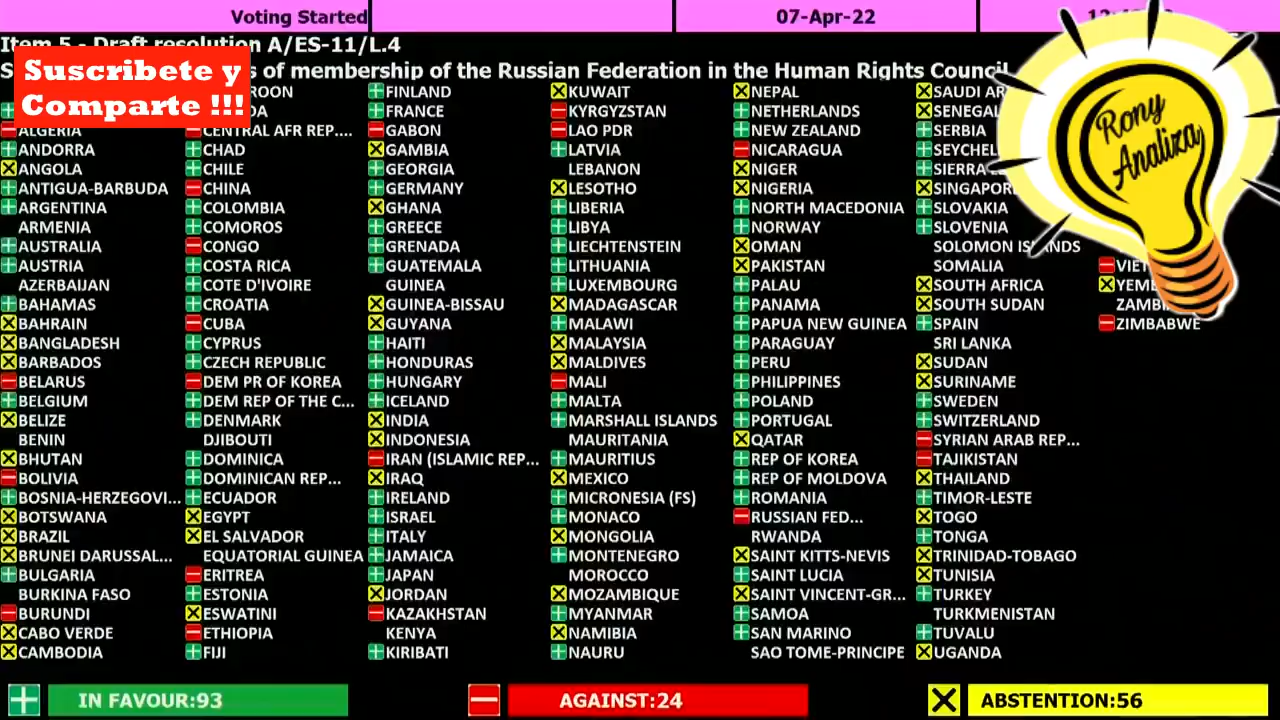 Voting Started 07-Apr-22
Item 5 - Draft resolution A/ES-11/L.4
of membership of the Russian Federation in the Human Rights Council
Suscribete y
Comparte !!!
Rony
Analiza
ALGERIA
ANDORRA
ANGOLA
ANTIGUA-BARBUDA
ARGENTINA
ARMENIA
AUSTRALIA
AUSTRIA
AZERBAIJAN
BAHAMAS
BAHRAIN
BANGLADESH
BARBADOS
BELARUS
BELGIUM
BELIZE
BENIN
BHUTAN
BOLIVIA
BOSNIA-HERZEGOVI...
BOTSWANA
BRAZIL
BRUNEI DARUSSAL...
BULGARIA
BURKINA FASO
BURUNDI
CABO VERDE
CAMBODIA
CENTRAL AFR REP....
CHAD
CHILE
CHINA
COLOMBIA
COMOROS
CONGO
COSTA RICA
COTE D'IVOIRE
CROATIA
CUBA
CYPRUS
CZECH REPUBLIC
DEM PR OF KOREA
DEM REP OF THE C...
DENMARK
DJIBOUTI
DOMINICA
DOMINICAN REP...
ECUADOR
EGYPT
EL SALVADOR
EQUATORIAL GUINEA
ERITREA
ESTONIA
ESWATINI
ETHIOPIA
FIJI
FINLAND
FRANCE
GABON
GAMBIA
GEORGIA
GERMANY
GHANA
GREECE
GRENADA
GUATEMALA
GUINEA
GUINEA-BISSAU
GUYANA
HAITI
HONDURAS
HUNGARY
ICELAND
INDIA
INDONESIA
IRAN (ISLAMIC REP...
IRAQ
IRELAND
ISRAEL
ITALY
JAMAICA
JAPAN
JORDAN
KAZAKHSTAN
KENYA
KIRIBATI
KUWAIT
KYRGYZSTAN
LAO PDR
LATVIA
LEBANON
LESOTHO
LIBERIA
LIBYA
LIECHTENSTEIN
LITHUANIA
LUXEMBOURG
MADAGASCAR
MALAWI
MALAYSIA
MALDIVES
MALI
MALTA
MARSHALL ISLANDS
MAURITANIA
MAURITIUS
MEXICO
MICRONESIA (FS)
MONACO
MONGOLIA
MONTENEGRO
MOROCCO
MOZAMBIQUE
MYANMAR
NAMIBIA
NAURU
NEPAL
NETHERLANDS
NEW ZEALAND
NICARAGUA
NIGER
NIGERIA
NORTH MACEDONIA
NORWAY
OMAN
PAKISTAN
PALAU
PANAMA
PAPUA NEW GUINEA
PARAGUAY
PERU
PHILIPPINES
POLAND
PORTUGAL
QATAR
REP OF KOREA
REP OF MOLDOVA
ROMANIA
RUSSIAN FED...
RWANDA
SAINT KITTS-NEVIS
SAINT LUCIA
SAINT VINCENT-GR...
SAMOA
SAN MARINO
SAO TOME-PRINCIPE
SAUDI
SENEGAL
SERBIA
SLOVAKIA
SLOVENIA
SOLOMON ISLANDS
SOMALIA
SOUTH AFRICA
SOUTH SUDAN
SPAIN
SRI LANKA
SUDAN
SURINAME
SWEDEN
SWITZERLAND
SYRIAN ARAB REP...
TAJIKISTAN
THAILAND
TIMOR-LESTE
TOGO
TONGA
TRINIDAD-TOBAGO
TUNISIA
TURKEY
TURKMENISTAN
TUVALU
UGANDA
ZIMBABWE
IN FAVOUR:93 AGAINST:24 ABSTENTION:56